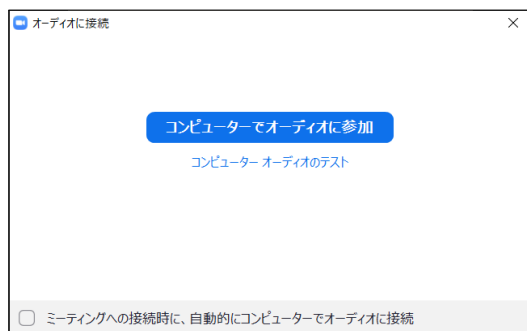 オーディオに接続
コンピューターでオーディオに参加
コンピューター オーディオのテスト
ミーティングへの接続時に、自動的にコンピューターでオーディオに接続